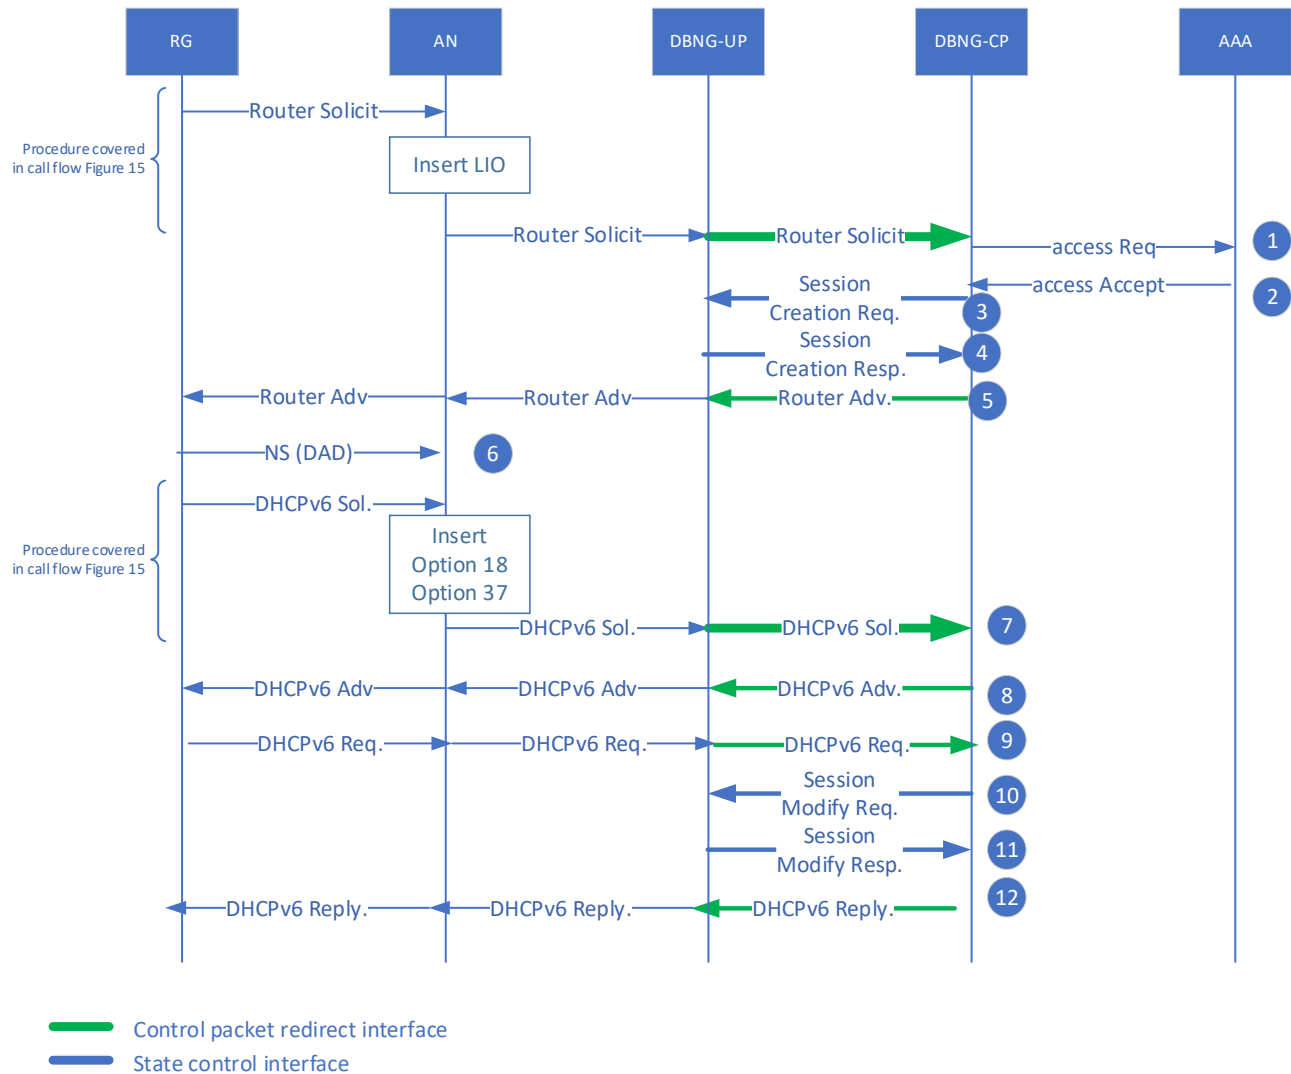 RG
AN
DBNG-UP
DBNG-CP
AAA
Router Solicit
Procedure covered
in call flow Figure 15
Insert LIO
Router Solicit
Router Solicit
access Req
1
access Accept
2
Session
Creation Req.
3
Session
Creation Resp.
4
Router Adv
Router Adv
Router Adv.
5
NS (DAD)
6
DHCPv6 Sol.
Procedure covered
in call flow Figure 15
Insert
Option 18
Option 37
DHCPv6 Sol.
DHCPv6 Sol.
7
DHCPv6 Adv
DHCPv6 Adv
DHCPv6 Adv.
8
DHCPv6 Req.
DHCPv6 Req.
DHCPv6 Req.
9
Session
Modify Req.
10
Session
Modify Resp.
11
12
DHCPv6 Reply.
DHCPv6 Reply.
DHCPv6 Reply.
Control packet redirect interface
State control interface